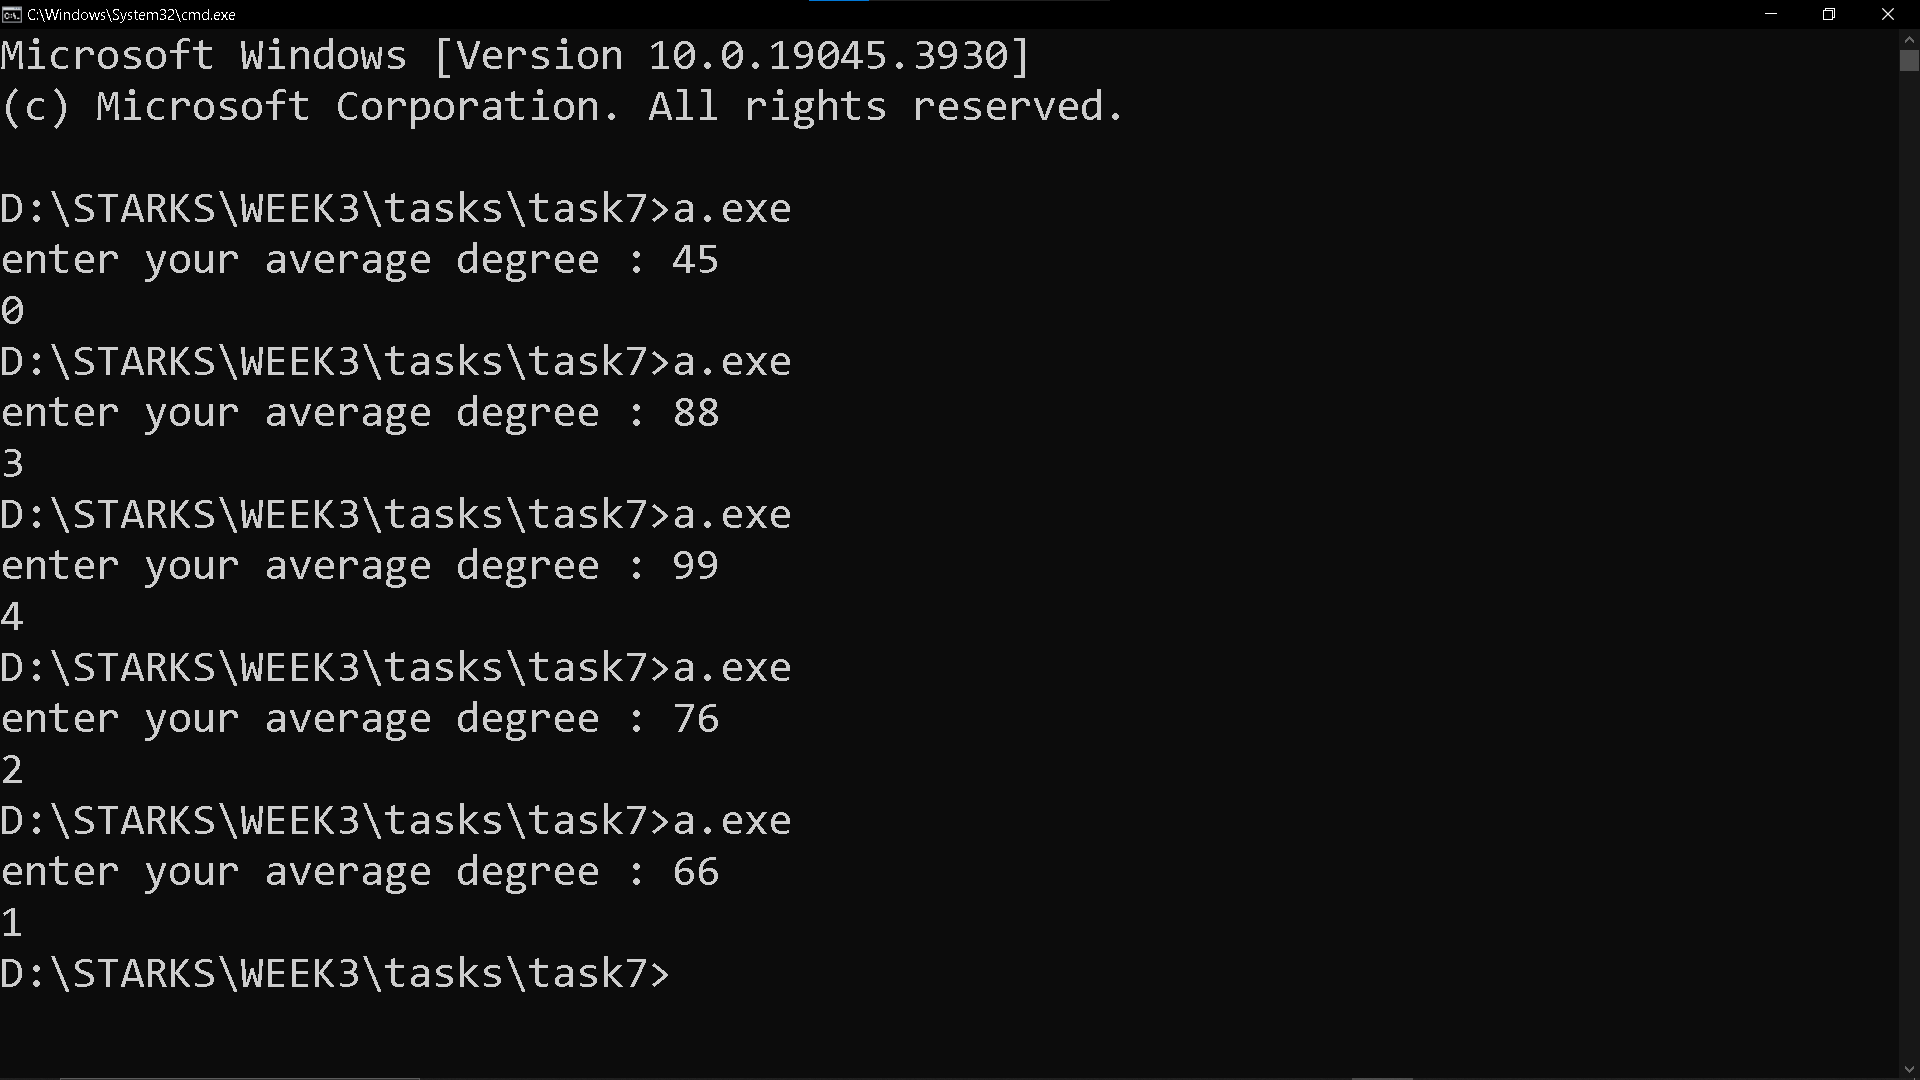 C:\Windows\System32\cmd.exe
Microsoft Windows [Version 10.0.19045.3930]
(c) Microsoft Corporation. All rights reserved.
D:\STARKS\WEEK3\tasks\task7>a.exe
enter your average degree : 45
0
D:\STARKS\WEEK3\tasks\task7>a.exe
enter your average degree : 88
3
D:\STARKS\WEEK3\tasks\task7>a.exe
enter your average degree : 99
4
D:\STARKS\WEEK3\tasks\task7>a.exe
enter your average degree : 76
2
D:\STARKS\WEEK3\tasks\task7>a.exe
enter your average degree : 66
1
D:\STARKS\WEEK3\tasks\task7>